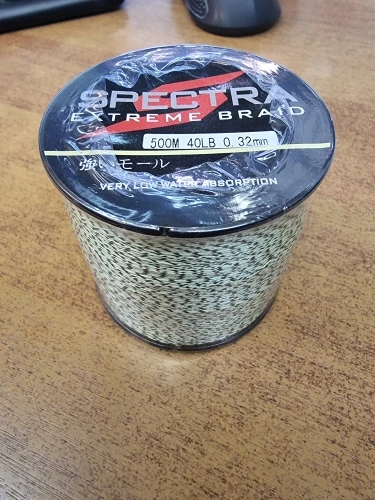 SPECTRA
EXTREME BRAID
500M 40LB 0.32mm
強いモール
VERY LOW WATER ABSORPTION